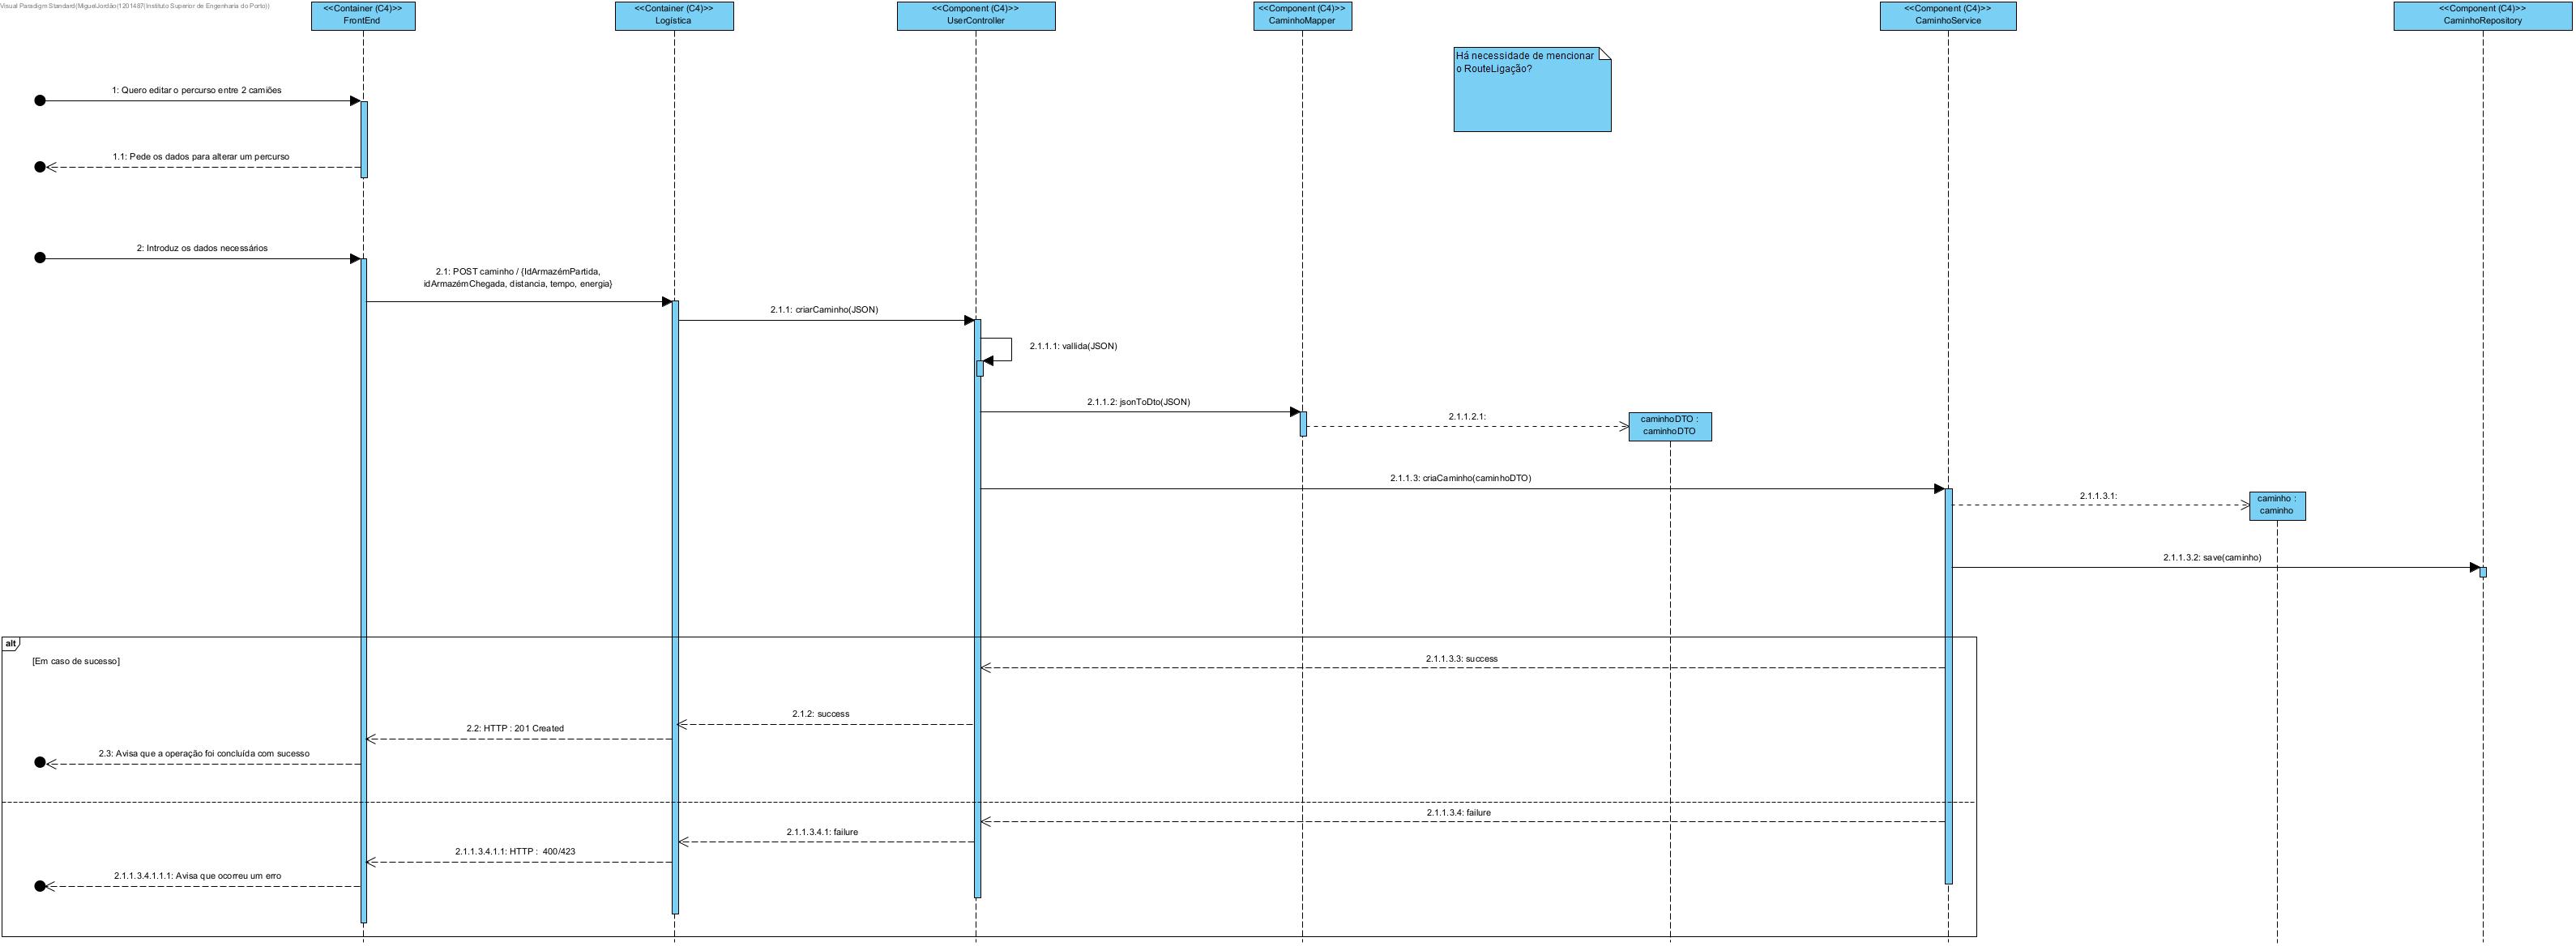 Visual Paradigm Standard(MiguelJordão(1201487(Instituto Superior de Engenharia do Porto))
<<Container (C4)>>
FrontEnd
<<Container (C4)>>
Logística
<<Component (C4)>>
UserController
<<Component (C4)>>
CaminhoMapper
<<Component (C4)>>
CaminhoService
<<Component (C4)>>
CaminhoRepository
Há necessidade de mencionar
o RouteLigação?
1: Quero editar o percurso entre 2 camiões
1.1: Pede os dados para alterar um percurso
2: Introduz os dados necessários
2.1: POST caminho / {IdArmazémPartida,
idArmazémChegada, distancia, tempo, energia}
2.1.1: criarCaminho(JSON)
2.1.1.1: vallida(JSON)
2.1.1.2: jsonToDto(JSON)
2.1.1.2.1:
caminhoDTO :
caminhoDTO
2.1.1.3: criaCaminho(caminhoDTO)
2.1.1.3.1:
caminho :
caminho
2.1.1.3.2: save(caminho)
alt
[Em caso de sucesso]
2.1.1.3.3: success
2.1.2: success
2.2: HTTP : 201 Created
2.3: Avisa que a operação foi concluída com sucesso
2.1.1.3.4: failure
2.1.1.3.4.1: failure
2.1.1.3.4.1.1: HTTP :  400/423
2.1.1.3.4.1.1.1: Avisa que ocorreu um erro